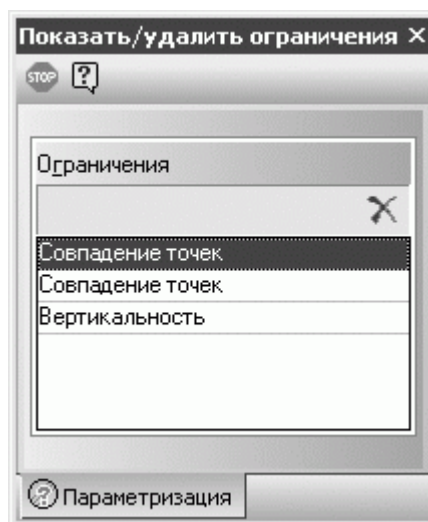 Показать/удалить ограничения ×
STOP ?
Ограничения
Совпадение точек
Совпадение точек
Вертикальность
? Параметризация